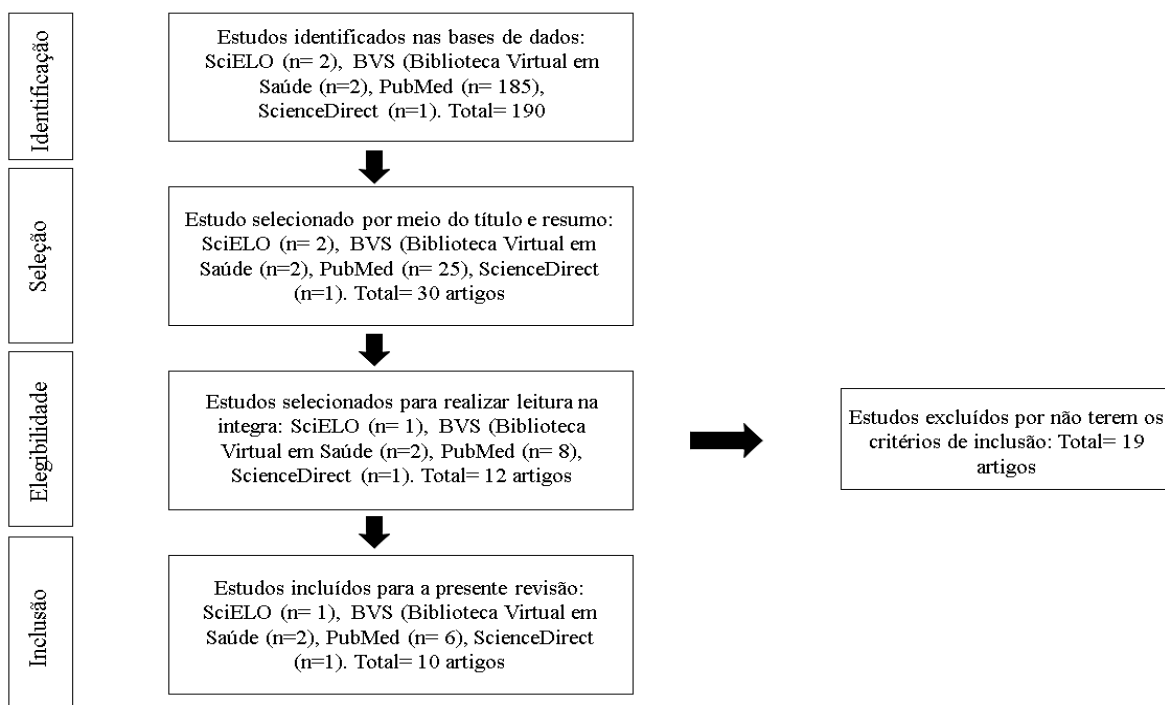 Identificação
Estudos identificados nas bases de dados:
SciELO (n= 2), BVS (Biblioteca Virtual em
Saúde (n=2), PubMed (n= 185),
ScienceDirect (n=1). Total= 190
Seleção
Estudo selecionado por meio do título e resumo:
SciELO (n= 2), BVS (Biblioteca Virtual em
Saúde (n=2), PubMed (n= 25), ScienceDirect
(n=1). Total= 30 artigos
Elegibilidade
Estudos selecionados para realizar leitura na
integra: SciELO (n= 1), BVS (Biblioteca
Virtual em Saúde (n=2), PubMed (n= 8),
ScienceDirect (n=1). Total= 12 artigos
Estudos excluídos por não terem os
critérios de inclusão: Total= 19
artigos
Inclusão
Estudos incluídos para a presente revisão:
SciELO (n= 1), BVS (Biblioteca Virtual em
Saúde (n=2), PubMed (n= 6), ScienceDirect
(n=1). Total= 10 artigos